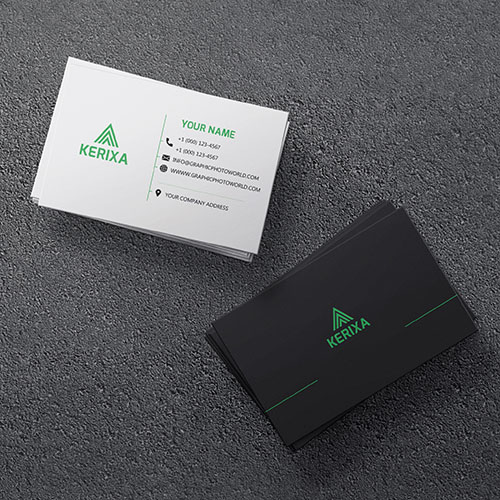 KERIXA
YOUR NAME
+1 (000) 123-4567
+1 (000) 123-4567
INFO@GRAPHICPHOTOWORLD.COM
WWWW.GRAPHICPHOTOWORLD.COM
YOUR COMPANY ADDRESS
KERIXA